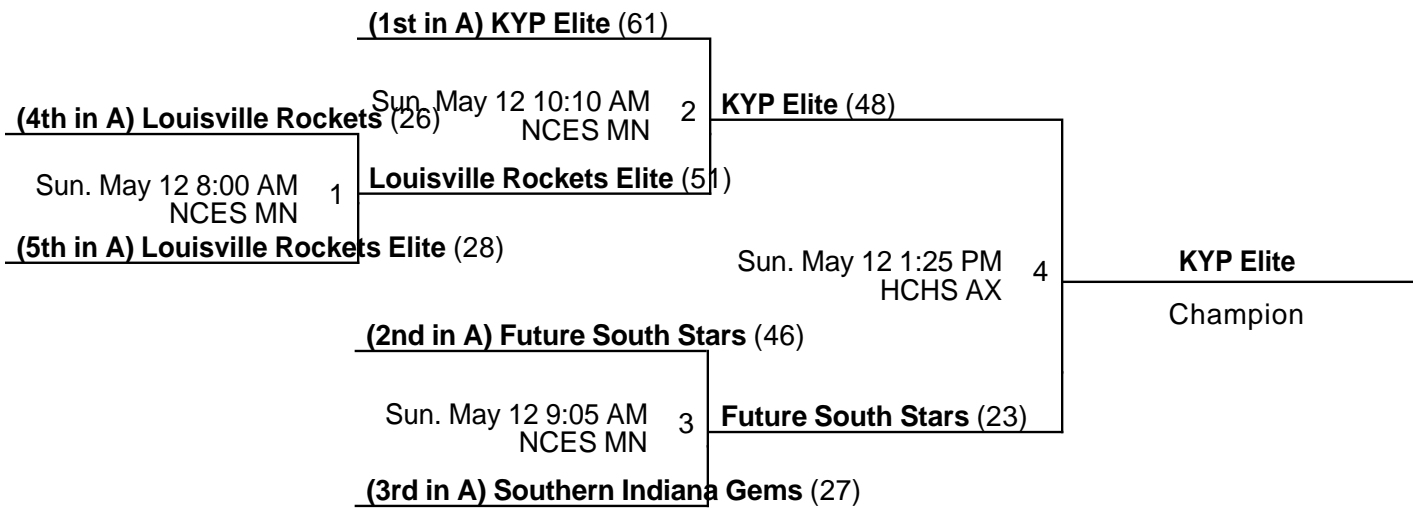 (1st in A) KYP Elite (61)
Sun. May 12 10:10 AM
NCES MN
2
KYP Elite (48)
(4th in A) Louisville Rockets (26)
Sun. May 12 8:00 AM
NCES MN
1
Louisville Rockets Elite (51)
(5th in A) Louisville Rockets Elite (28)
Sun. May 12 1:25 PM
HCHS AX
4
KYP Elite
Champion
(2nd in A) Future South Stars (46)
Sun. May 12 9:05 AM
NCES MN
3
Future South Stars (23)
(3rd in A) Southern Indiana Gems (27)